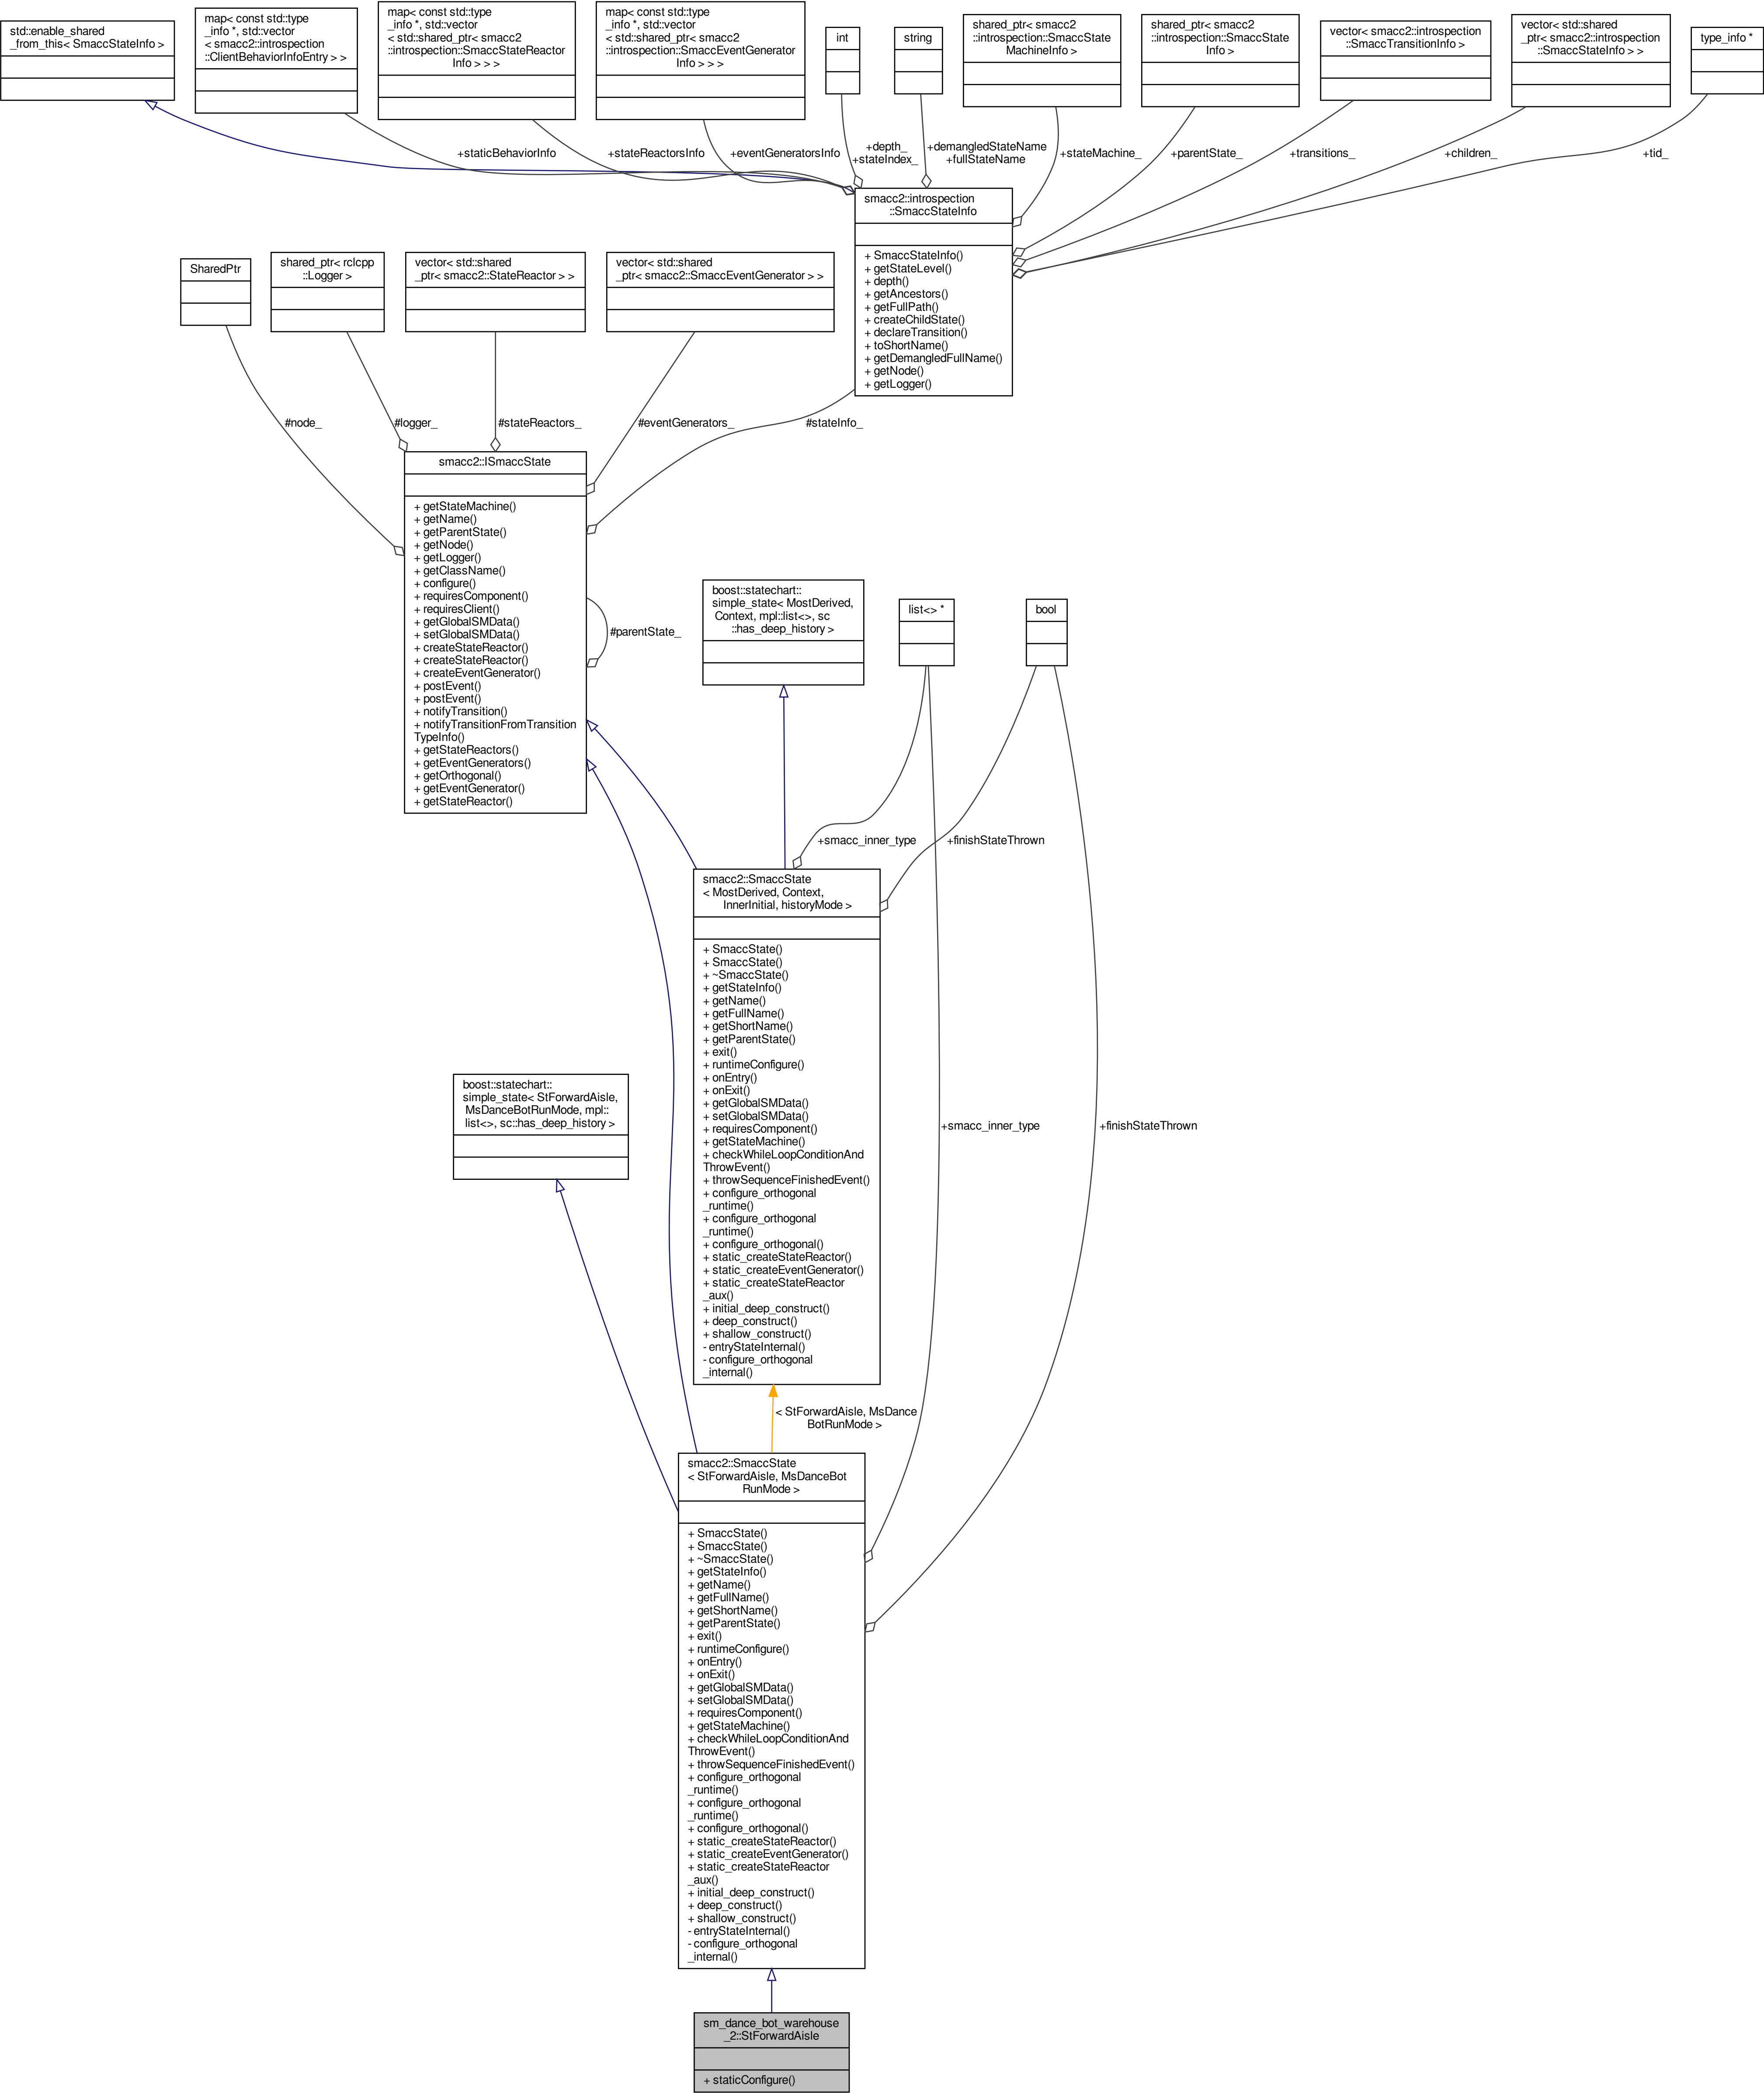 std::enable_shared
_from_this< SmaccStateInfo >
map< const std::type
_info *, std::vector
< smacc2::introspection
::ClientBehaviorInfoEntry > >
map< const std::type
_info *, std::vector
< std::shared_ptr< smacc2
::introspection::SmaccStateReactor
Info > > >
map< const std::type
_info *, std::vector
< std::shared_ptr< smacc2
::introspection::SmaccEventGenerator
Info > > >
int
string
shared_ptr< smacc2
::introspection::SmaccState
MachineInfo >
shared_ptr< smacc2
::introspection::SmaccState
Info >
vector< smacc2::introspection
::SmaccTransitionInfo >
vector< std::shared
_ptr< smacc2::introspection
::SmaccStateInfo > >
type_info *
+staticBehaviorInfo
+stateReactorsInfo
+eventGeneratorsInfo
+depth_
+stateIndex_
+demangledStateName
+fullStateName
+stateMachine_
+parentState_
+transitions_
+children_
+tid_
smacc2::introspection
::SmaccStateInfo
+ SmaccStateInfo()
+ getStateLevel()
+ depth()
+ getAncestors()
+ getFullPath()
+ createChildState()
+ declareTransition()
+ toShortName()
+ getDemangledFullName()
+ getNode()
+ getLogger()
SharedPtr
shared_ptr< rclcpp
::Logger >
vector< std::shared
_ptr< smacc2::StateReactor > >
vector< std::shared
_ptr< smacc2::SmaccEventGenerator > >
#node_
#logger_
#stateReactors_
#eventGenerators_
#stateInfo_
smacc2::ISmaccState
+ getStateMachine()
+ getName()
+ getParentState()
+ getNode()
+ getLogger()
+ getClassName()
+ configure()
+ requiresComponent()
+ requiresClient()
+ getGlobalSMData()
+ setGlobalSMData()
+ createStateReactor()
+ createStateReactor()
+ createEventGenerator()
+ postEvent()
+ postEvent()
+ notifyTransition()
+ notifyTransitionFromTransition
TypeInfo()
+ getStateReactors()
+ getEventGenerators()
+ getOrthogonal()
+ getEventGenerator()
+ getStateReactor()
#parentState_
boost::statechart::
simple_state< MostDerived,
Context, mpl::list<>, sc
::has_deep_history >
list<> *
bool
+smacc_inner_type
+finishStateThrown
smacc2::SmaccState
< MostDerived, Context,
InnerInitial, historyMode >
+ SmaccState()
+ SmaccState()
+ ~SmaccState()
+ getStateInfo()
+ getName()
+ getFullName()
+ getShortName()
+ getParentState()
+ exit()
+ runtimeConfigure()
+ onEntry()
+ onExit()
+ getGlobalSMData()
+ setGlobalSMData()
+ requiresComponent()
+ getStateMachine()
+ checkWhileLoopConditionAnd
ThrowEvent()
+ throwSequenceFinishedEvent()
+ configure_orthogonal
_runtime()
+ configure_orthogonal
_runtime()
+ configure_orthogonal()
+ static_createStateReactor()
+ static_createEventGenerator()
+ static_createStateReactor
_aux()
+ initial_deep_construct()
+ deep_construct()
+ shallow_construct()
- entryStateInternal()
- configure_orthogonal
_internal()
boost::statechart::
simple_state< StForwardAisle,
MsDanceBotRunMode, mpl::
list<>, sc::has_deep_history >
+smacc_inner_type
+finishStateThrown
< StForwardAisle, MsDance
BotRunMode >
smacc2::SmaccState
< StForwardAisle, MsDanceBot
RunMode >
+ SmaccState()
+ SmaccState()
+ ~SmaccState()
+ getStateInfo()
+ getName()
+ getFullName()
+ getShortName()
+ getParentState()
+ exit()
+ runtimeConfigure()
+ onEntry()
+ onExit()
+ getGlobalSMData()
+ setGlobalSMData()
+ requiresComponent()
+ getStateMachine()
+ checkWhileLoopConditionAnd
ThrowEvent()
+ throwSequenceFinishedEvent()
+ configure_orthogonal
_runtime()
+ configure_orthogonal
_runtime()
+ configure_orthogonal()
+ static_createStateReactor()
+ static_createEventGenerator()
+ static_createStateReactor
_aux()
+ initial_deep_construct()
+ deep_construct()
+ shallow_construct()
- entryStateInternal()
- configure_orthogonal
_internal()
sm_dance_bot_warehouse
_2::StForwardAisle
+ staticConfigure()